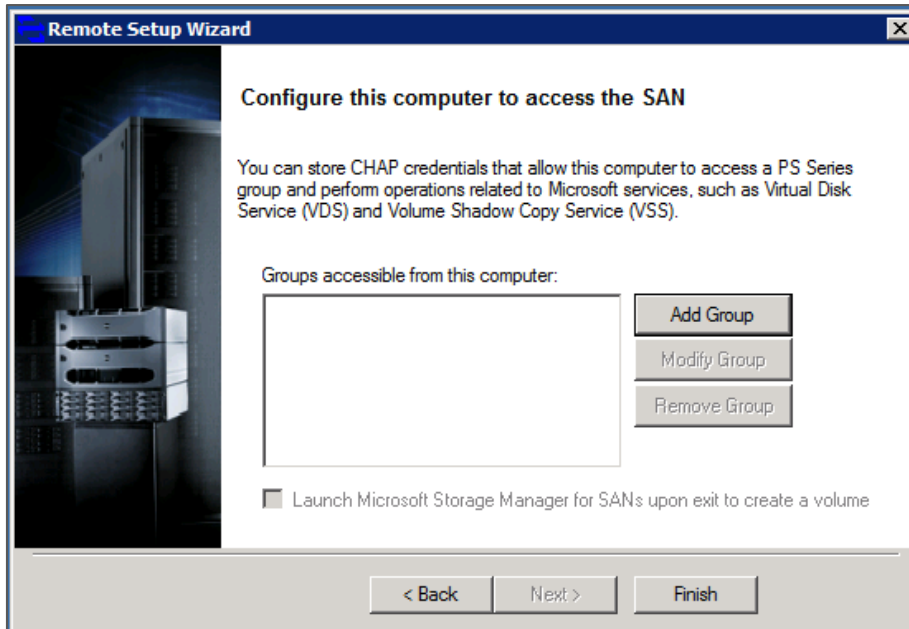 Remote Setup Wizard
Configure this computer to access the SAN
You can store CHAP credentials that allow this computer to access a PS Series
group and perform operations related to Microsoft services, such as Virtual Disk
Service (VDS) and Volume Shadow Copy Service (VSS).
Groups accessible from this computer:
Add Group
Modify Group
Remove Group
Launch Microsoft Storage Manager for SANs upon exit to create a volume
< Back
Next >
Finish